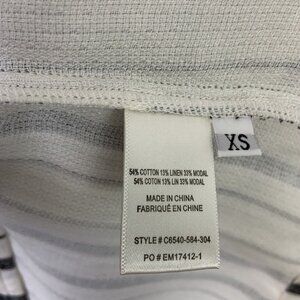 XS
54% COTTON 13% LINEN 33% MODAL
54% COTON 13% LIN 33% MODAL
MADE IN CHINA
FABRIQUÉ EN CHINE
STYLE # C6540-584-304
PO # EM17412-1